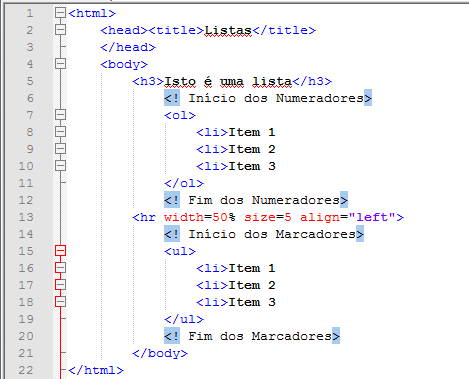 1 <html>
2 <head><title>Listas</title>
3 </head>
4 <body>
5 <h3>Isto é uma lista</h3>
6 <! Início dos Numeradores>
7 <ol>
8 <li>Item 1
9 <li>Item 2
10 <li>Item 3
11 </ol>
12 <! Fim dos Numeradores>
13 <hr width=50% size=5 align="left">
14 <! Início dos Marcadores>
15 <ul>
16 <li>Item 1
17 <li>Item 2
18 <li>Item 3
19 </ul>
20 <! Fim dos Marcadores>
21 </body>
22 </html>